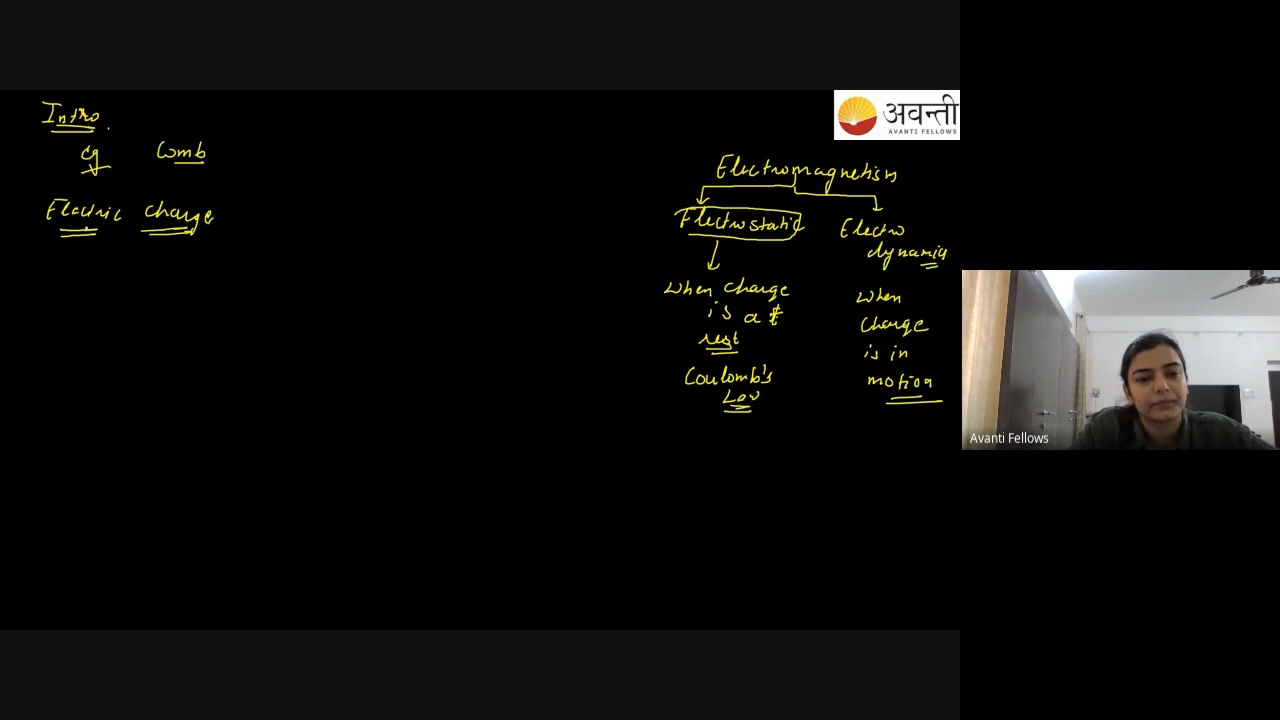 Intro.
eg Comb
Electric charge
अवन्ती
AVANTI FELLOWS
Electromagnetism
Electrostatic
Electro
dynamics
when charge
is at
rest
Coulomb's
Law
when
charge
is in
motion
Avanti Fellows